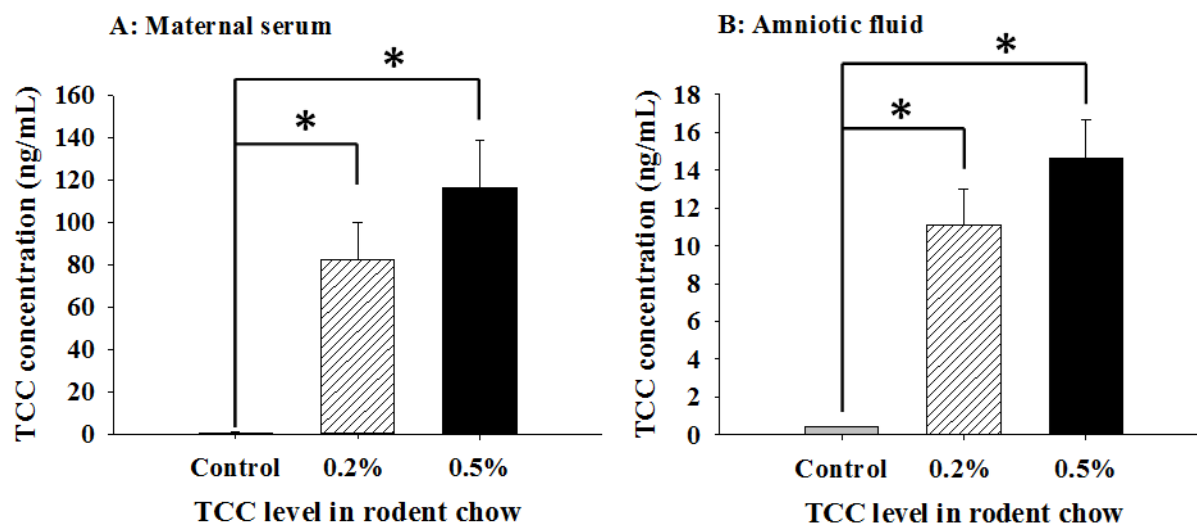 A: Maternal serum
TCC concentration (ng/mL)
160
140
120
100
80
60
40
20
0
*
*
Control 0.2% 0.5%
TCC level in rodent chow
B: Amniotic fluid
TCC concentration (ng/mL)
18
16
14
12
10
8
6
4
2
0
*
*
Control 0.2% 0.5%
TCC level in rodent chow